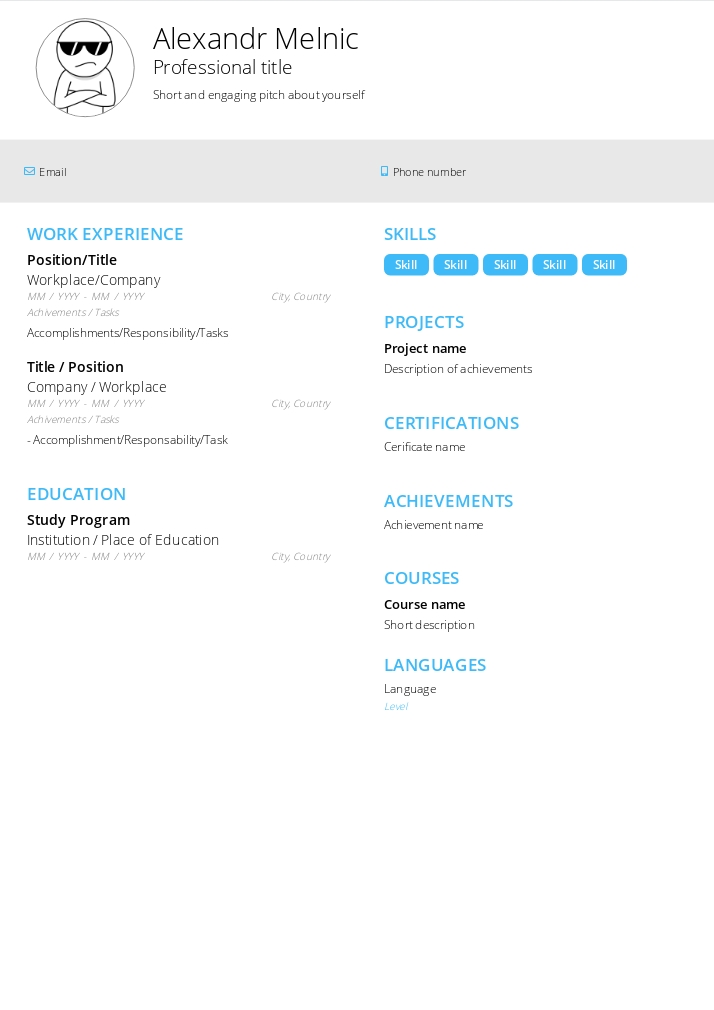 Alexandr Melnic
Professional title
Short and engaging pitch about yourself
Email
Phone number
WORK EXPERIENCE
Position/Title
Workplace/Company
MM / YYYY - MM / YYYY City, Country
Achivements / Tasks
Accomplishments/Responsibility/Tasks
Title / Position
Company / Workplace
MM / YYYY - MM / YYYY City, Country
Achivements / Tasks
- Accomplishment/Responsability/Task
EDUCATION
Study Program
Institution / Place of Education
MM / YYYY - MM / YYYY City, Country
SKILLS
Skill Skill Skill Skill Skill
PROJECTS
Project name
Description of achievements
CERTIFICATIONS
Cerificate name
ACHIEVEMENTS
Achievement name
COURSES
Course name
Short description
LANGUAGES
Language
Level